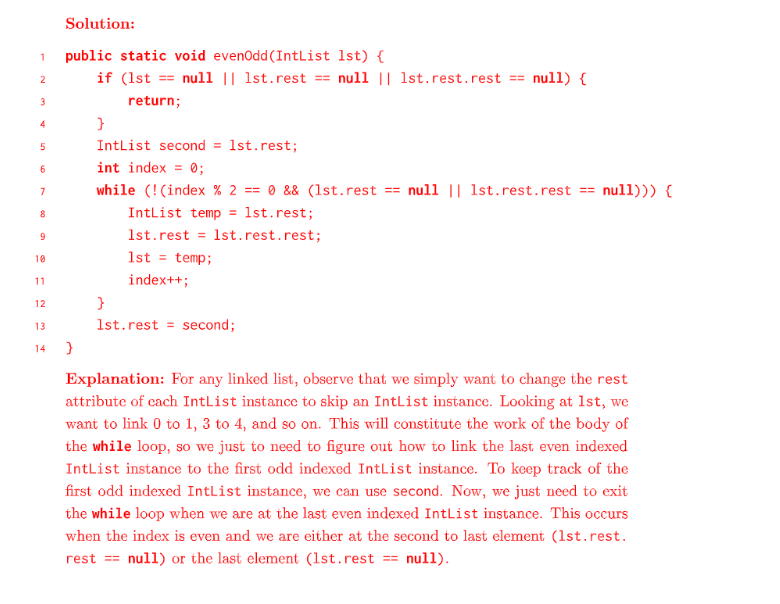 Solution:
1 public static void evenOdd(IntList lst) {
2 if (lst == null || lst.rest == null || lst.rest.rest == null) {
3 return;
4 }
5 IntList second = lst.rest;
6 int index = 0;
7 while (!(index % 2 == 0 && (lst.rest == null || lst.rest.rest == null))) {
8 IntList temp = lst.rest;
9 lst.rest = lst.rest.rest;
10 lst = temp;
11 index++;
12 }
13 lst.rest = second;
14 }
Explanation: For any linked list, observe that we simply want to change the rest
attribute of each IntList instance to skip an IntList instance. Looking at lst, we
want to link 0 to 1, 3 to 4, and so on. This will constitute the work of the body of
the while loop, so we just to need to figure out how to link the last even indexed
IntList instance to the first odd indexed IntList instance. To keep track of the
first odd indexed IntList instance, we can use second. Now, we just need to exit
the while loop when we are at the last even indexed IntList instance. This occurs
when the index is even and we are either at the second to last element (lst.rest.
rest == null) or the last element (lst.rest == null).